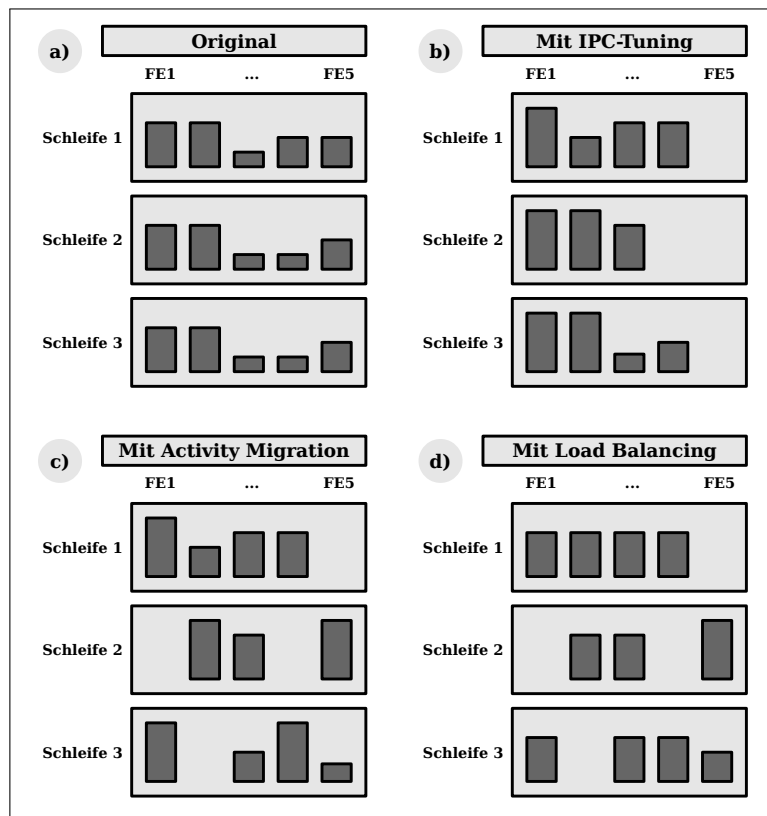 a)
Original
FE1 ... FE5
Schleife 1
Schleife 2
Schleife 3
b)
Mit IPC-Tuning
FE1 ... FE5
Schleife 1
Schleife 2
Schleife 3
c)
Mit Activity Migration
FE1 ... FE5
Schleife 1
Schleife 2
Schleife 3
d)
Mit Load Balancing
FE1 ... FE5
Schleife 1
Schleife 2
Schleife 3